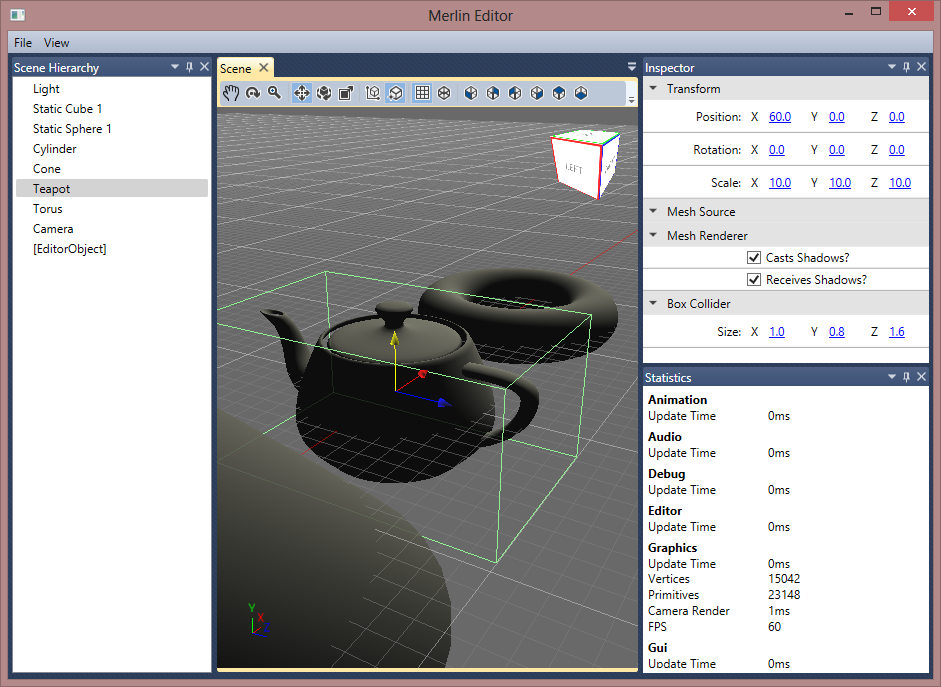 Merlin Editor
File View
Scene Hierarchy
Light
Static Cube 1
Static Sphere 1
Cylinder
Cone
Teapot
Torus
Camera
[EditorObject]
Scene
LEFT
Y
X
Z
Inspector
Transform
Position: X 60.0 Y 0.0 Z 0.0
Rotation: X 0.0 Y 0.0 Z 0.0
Scale: X 10.0 Y 10.0 Z 10.0
Mesh Source
Mesh Renderer
Casts Shadows?
Receives Shadows?
Box Collider
Size: X 1.0 Y 0.8 Z 1.6
Statistics
Animation
Update Time 0ms
Audio
Update Time 0ms
Debug
Update Time 0ms
Editor
Update Time 0ms
Graphics
Update Time 0ms
Vertices 15042
Primitives 23148
Camera Render 1ms
FPS 60
Gui
Update Time 0ms